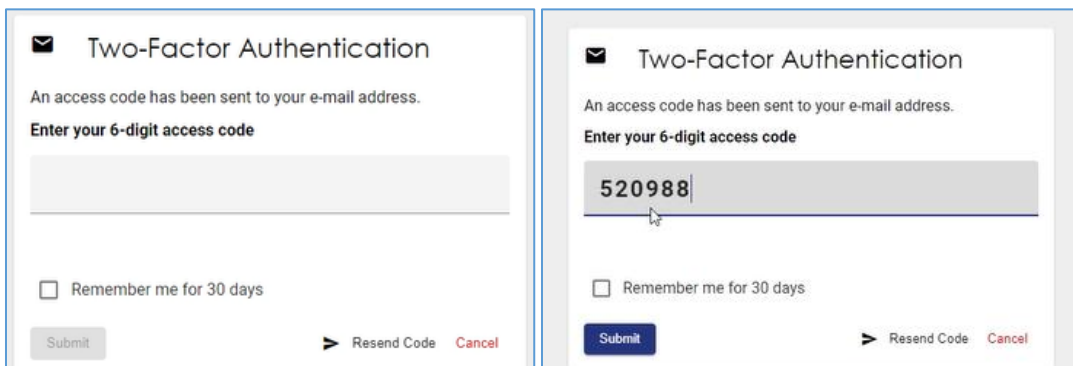 Two-Factor Authentication
An access code has been sent to your e-mail address.
Enter your 6-digit access code
Remember me for 30 days
Submit
Resend Code
Cancel
Two-Factor Authentication
An access code has been sent to your e-mail address.
Enter your 6-digit access code
520988
Remember me for 30 days
Submit
Resend Code
Cancel